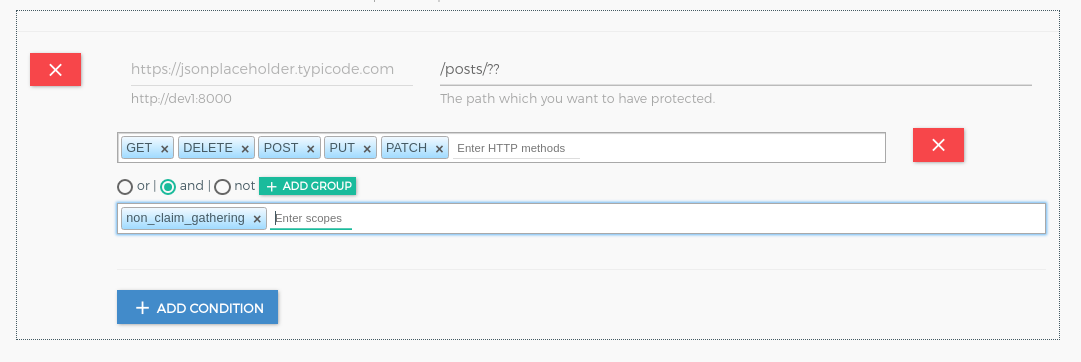 https://jsonplaceholder.typicode.com /posts/??
http://dev1:8000 The path which you want to have protected.
GET × DELETE × POST × PUT × PATCH × Enter HTTP methods
or | and | not + ADD GROUP
non_claim_gathering × Enter scopes
+ ADD CONDITION